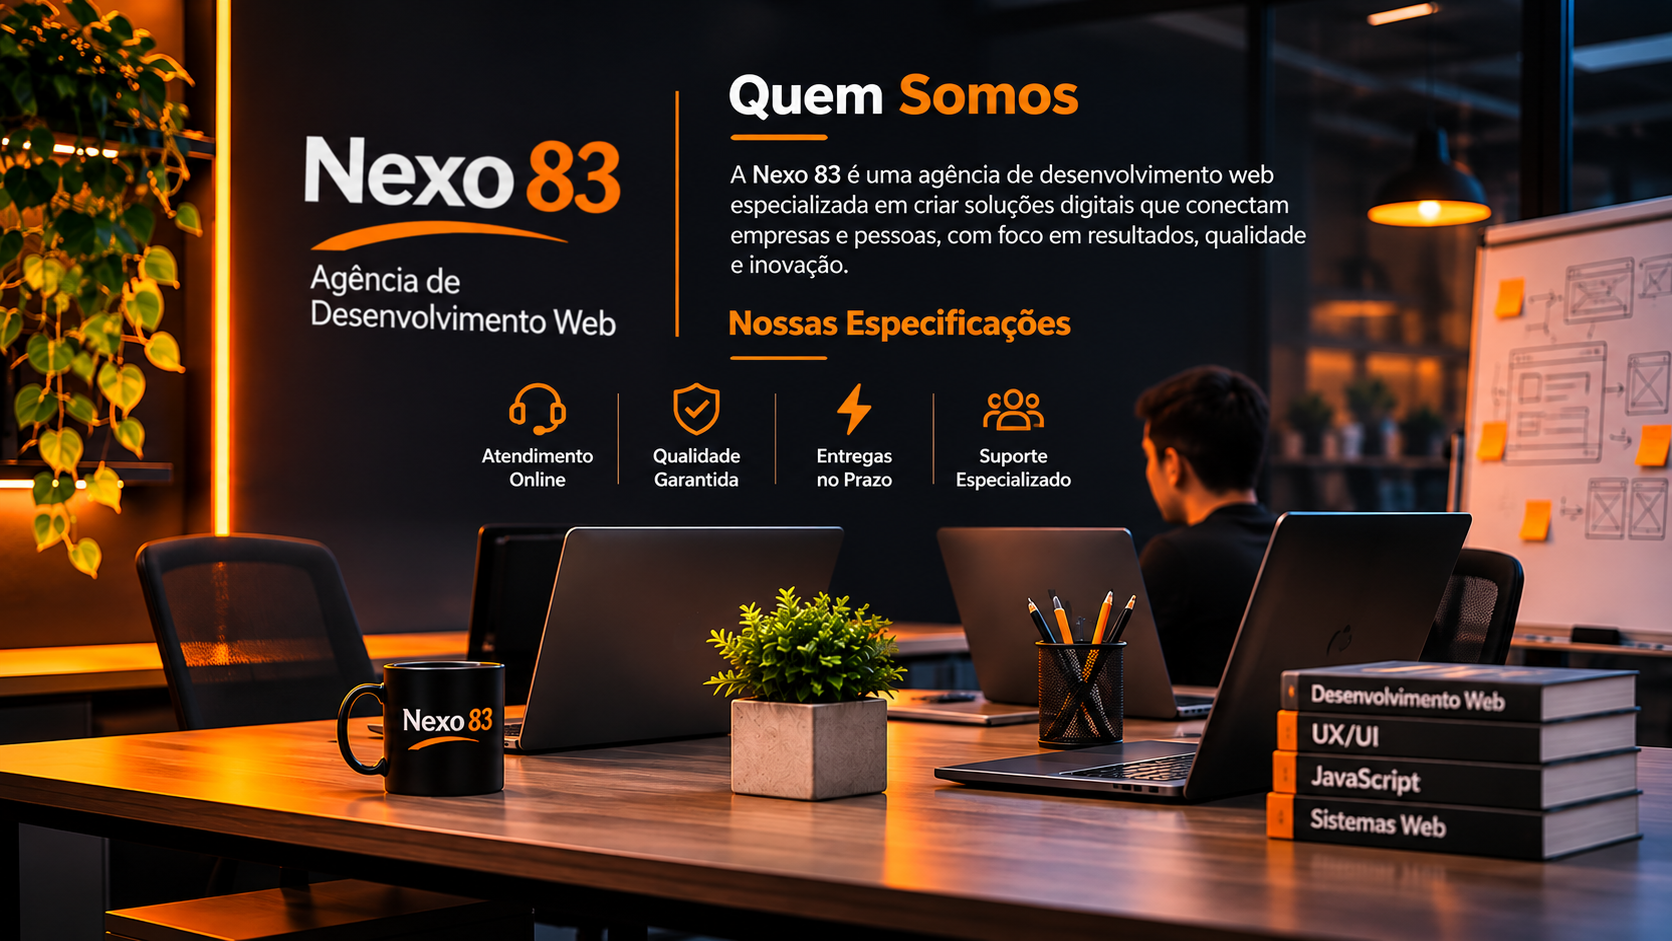 Nexo 83
Agência de
Desenvolvimento Web
Quem Somos
A Nexo 83 é uma agência de desenvolvimento web
especializada em criar soluções digitais que conectam
empresas e pessoas, com foco em resultados, qualidade
e inovação.
Nossas Especificações
Atendimento
Online
Qualidade
Garantida
Entregas
no Prazo
Suporte
Especializado
Nexo 83
Desenvolvimento Web
UX/UI
JavaScript
Sistemas Web